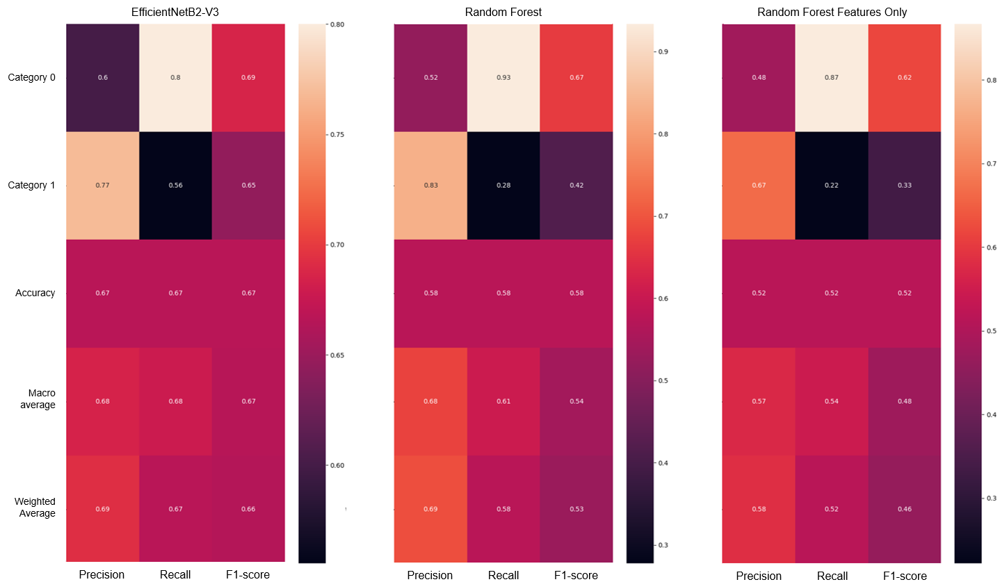 EfficientNetB2-V3
Random Forest
Random Forest Features Only
Category 0
0.6 0.8 0.69
0.52 0.93 0.67
0.48 0.87 0.62
Category 1
0.77 0.56 0.65
0.83 0.28 0.42
0.67 0.22 0.33
Accuracy
0.67 0.67 0.67
0.58 0.58 0.58
0.52 0.52 0.52
Macro
average
0.68 0.68 0.67
0.68 0.61 0.54
0.57 0.54 0.48
Weighted
Average
0.69 0.67 0.66
0.69 0.58 0.53
0.58 0.52 0.46
Precision Recall F1-score
Precision Recall F1-score
Precision Recall F1-score
0.80
0.75
0.70
0.65
0.60
0.9
0.8
0.7
0.6
0.5
0.4
0.3
0.8
0.7
0.6
0.5
0.4
0.3